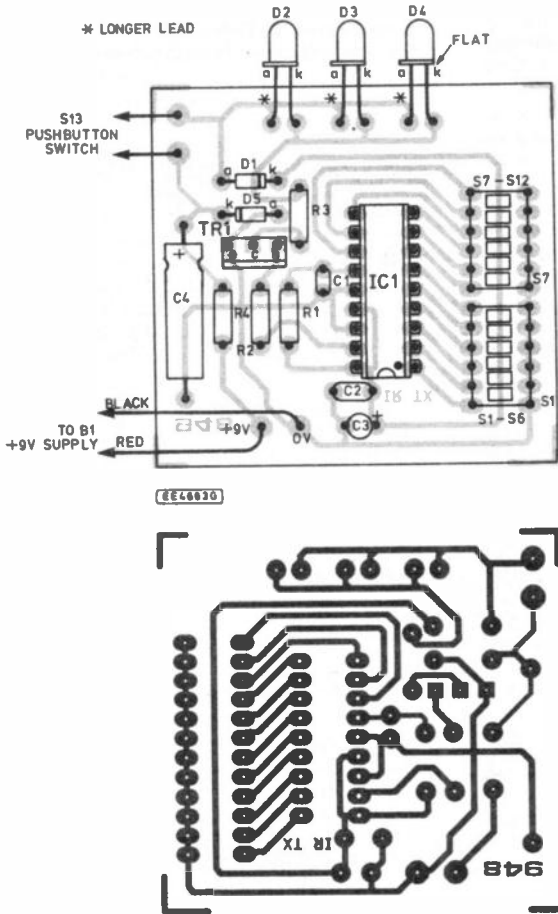 D2 D3 D4
* LONGER LEAD
FLAT
a k a k a k
* * *
S13
PUSHBUTTON
SWITCH
D1
a k
S7-S12
D5
k a
R3
TR1
+
C4
C1
IC1
S7
R4
R1
R2
C2
IR TX
S1
BLACK
948
+
S1-S6
TO B1
+9V SUPPLY
RED
+9V
0V
C3
EE46630
IR TX
948